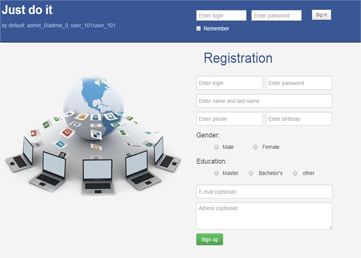 Just do it
by default: admin_0/admin_0, user_101/user_101
Enter login Enter password Sig in
Remember
Registration
Enter login Enter password
Enter name and last name
Enter phone Enter birthday
Gender:
Male Female
Education:
Master Bachelor's other
E-mail (optional)
Adress (optional)
Sign up